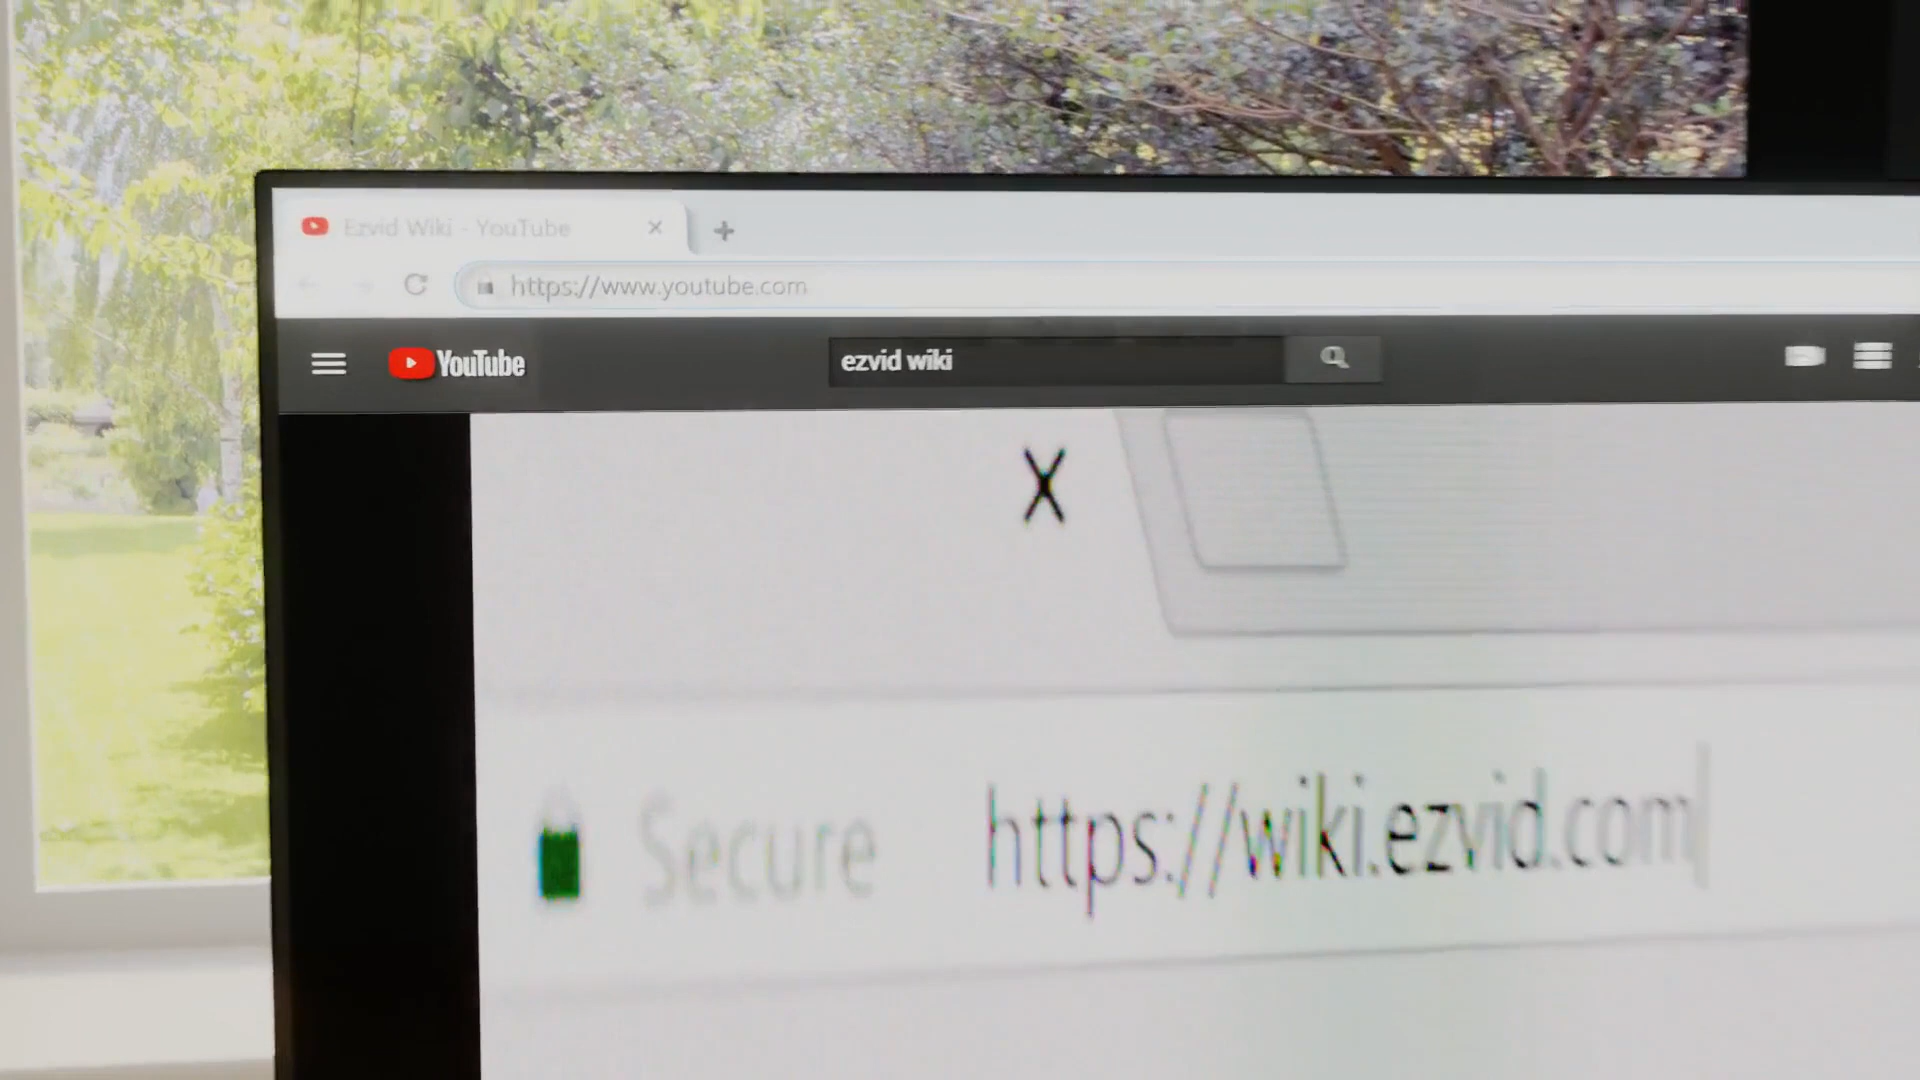 Ezvid Wiki - YouTube
https://www.youtube.com
YouTube
ezvid wiki
X
Secure
https://wiki.ezvid.com